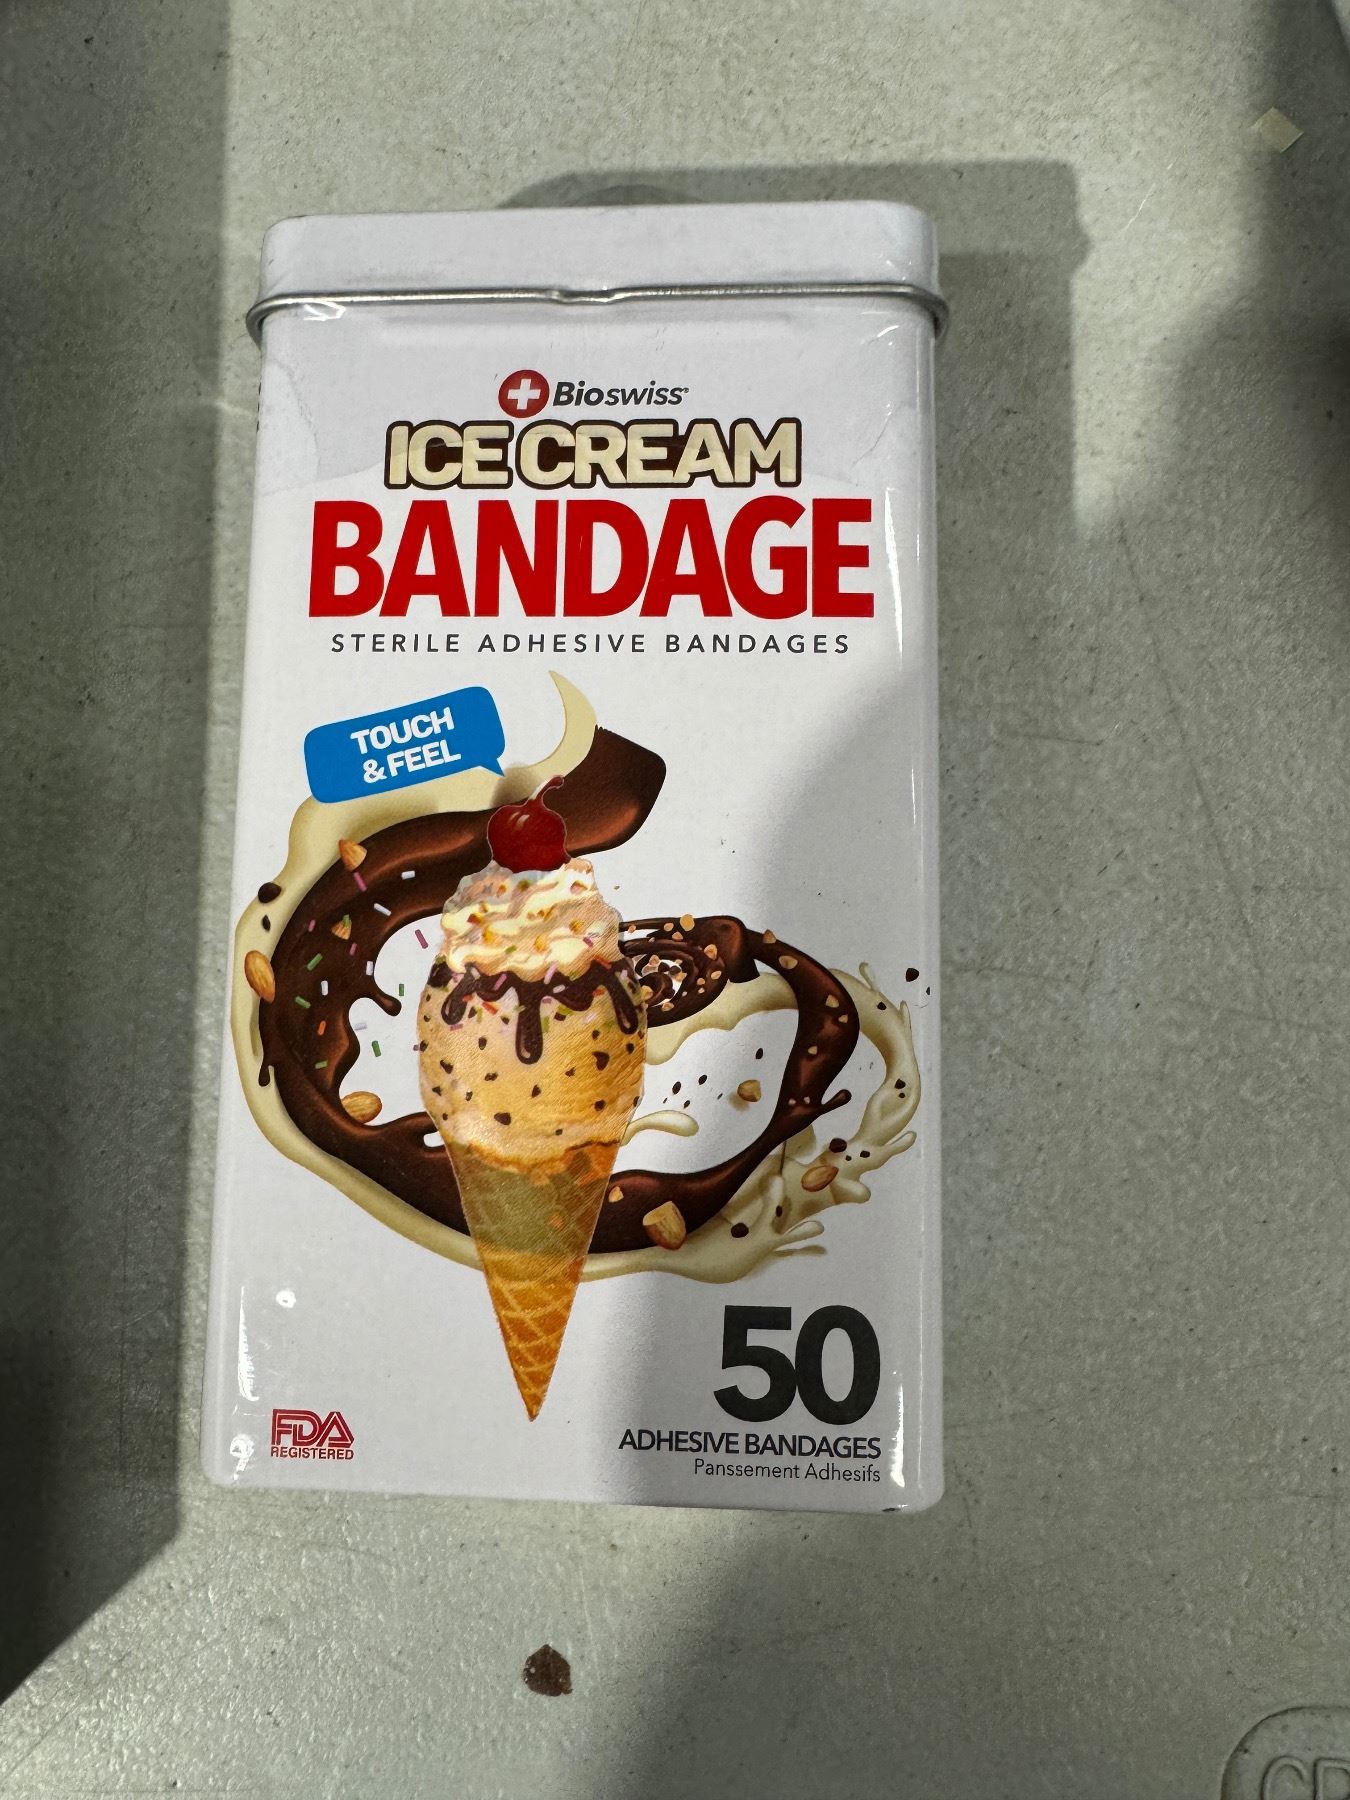 Bioswiss
ICE CREAM
BANDAGE
STERILE ADHESIVE BANDAGES
TOUCH
& FEEL
50
ADHESIVE BANDAGES
Panssement Adhesifs
FDA
REGISTERED